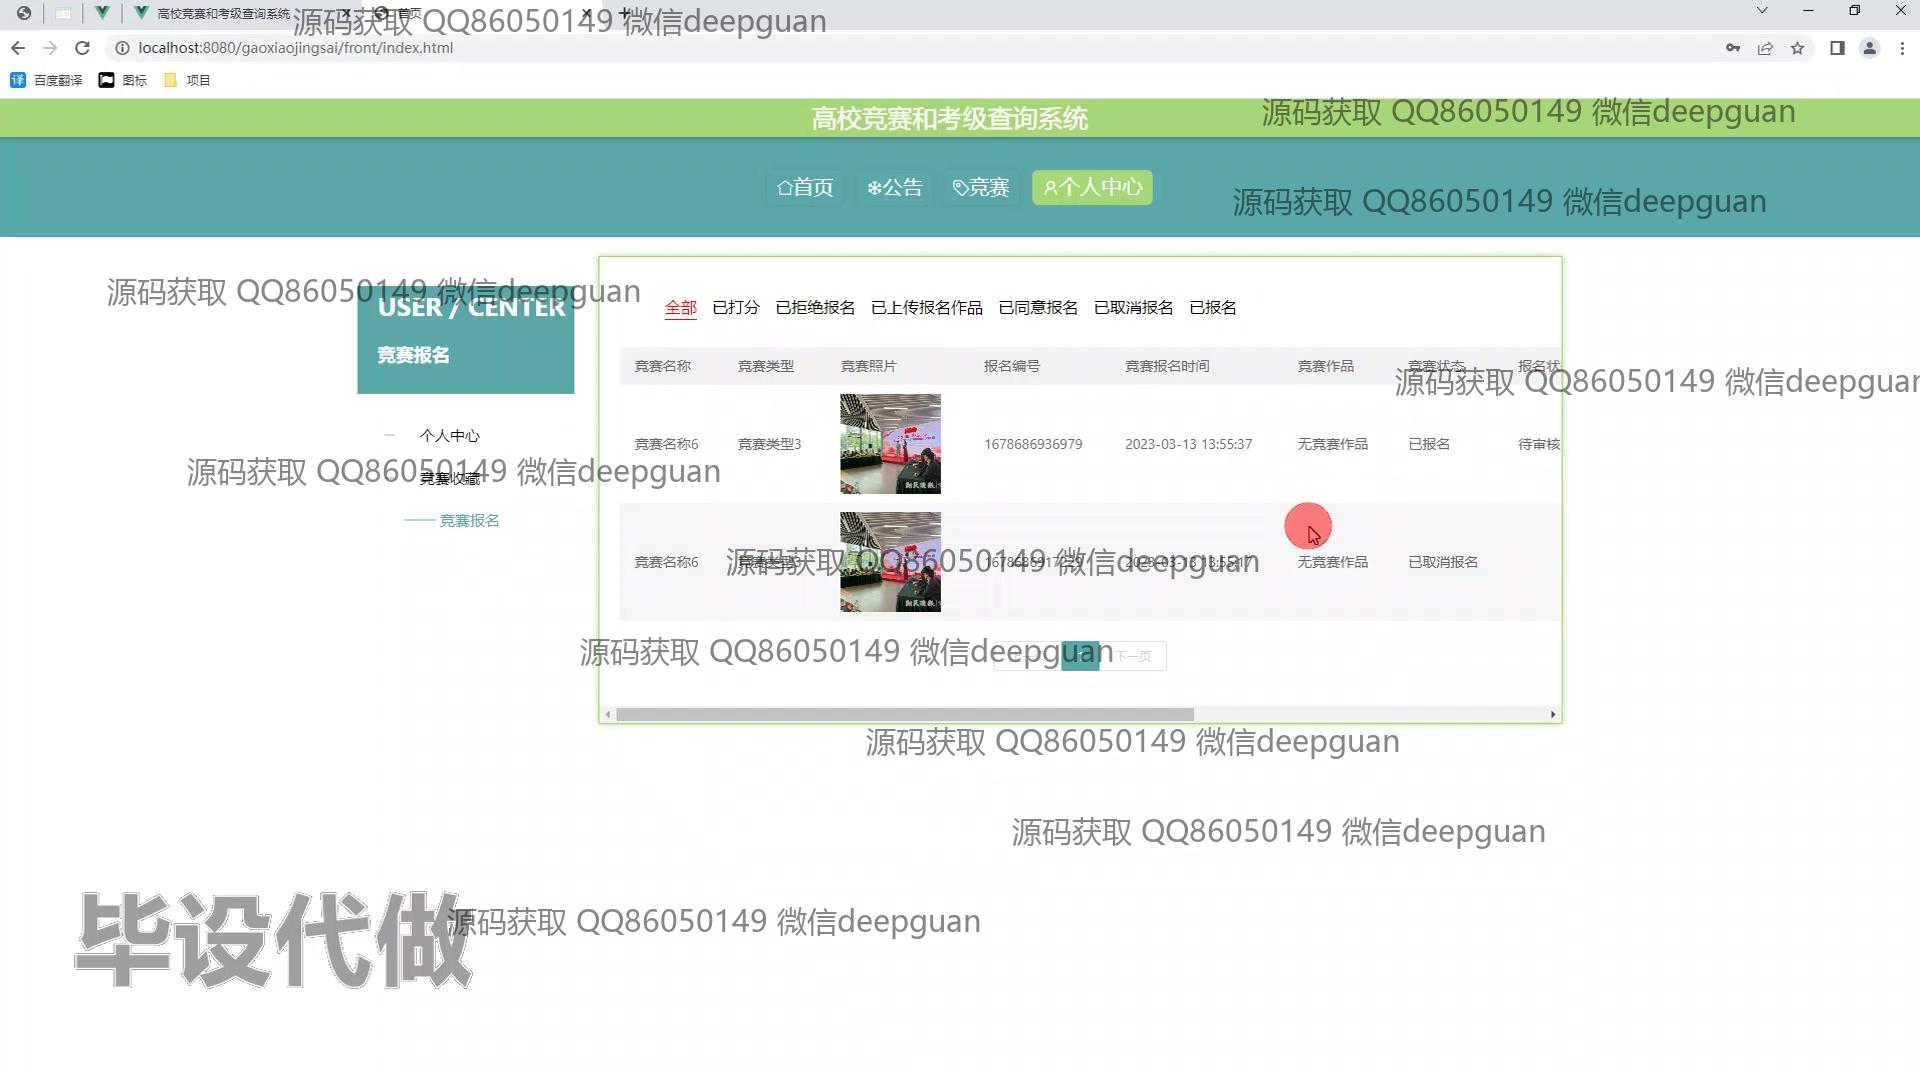 高校竞赛和考级查询系统
首页
源码获取 QQ86050149 微信deepguan
localhost:8080/gaoxiaojingsai/front/index.html
百度翻译 图标 项目
高校竞赛和考级查询系统
源码获取 QQ86050149 微信deepguan
首页 公告 竞赛 个人中心
源码获取 QQ86050149 微信deepguan
源码获取 QQ86050149 微信deepguan
USER / CENTER
竞赛报名
全部 已打分 已拒绝报名 已上传报名作品 已同意报名 已取消报名 已报名
竞赛名称 竞赛类型 竞赛照片 报名编号 竞赛报名时间 竞赛作品 竞赛状态 报名状
源码获取 QQ86050149 微信deepguan
个人中心
竞赛名称6 竞赛类型3 1678686936979 2023-03-13 13:55:37 无竞赛作品 已报名 待审核
源码获取 QQ86050149 微信deepguan
竞赛收藏
竞赛报名
竞赛名称6 竞赛类型3 2023-03-13 13:55:17 无竞赛作品 已取消报名
源码获取 QQ86050149 微信deepguan
源码获取 QQ86050149 微信deepguan
下一页
源码获取 QQ86050149 微信deepguan
源码获取 QQ86050149 微信deepguan
毕设代做
源码获取 QQ86050149 微信deepguan